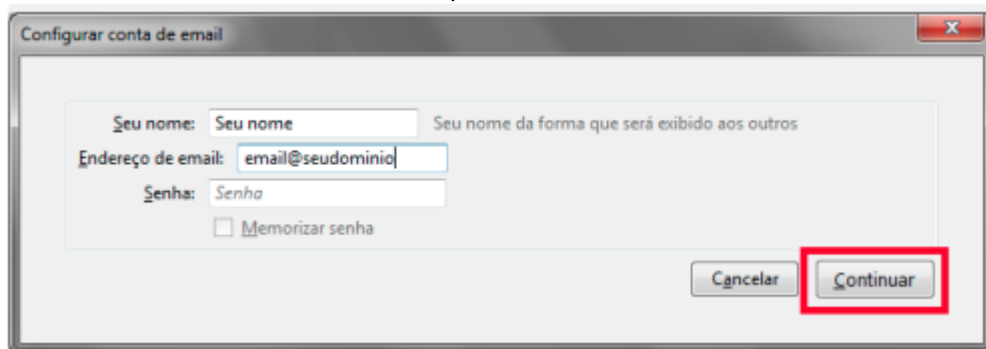 Configurar conta de email
Seu nome: Seu nome Seu nome da forma que será exibido aos outros
Endereço de email: email@seudominio
Senha: Senha
Memorizar senha
Cancelar Continuar